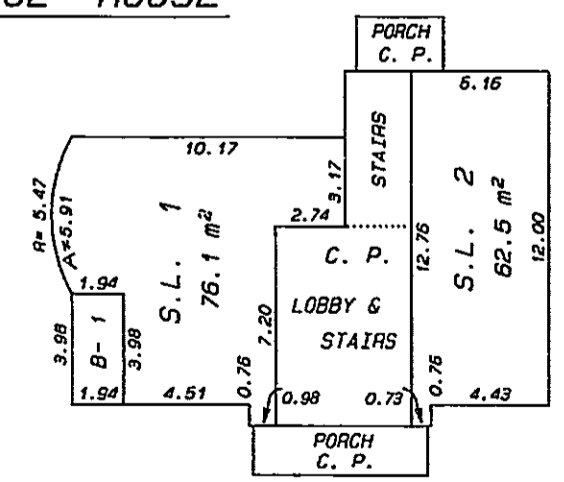 HOUSE
PORCH
C. P.
5.16
10.17
STAIRS
3.17
R= 5.47
A=5.91
S.L. 1
76.1 m²
S.L. 2
62.5 m²
12.00
2.74
C. P.
12.76
1.94
LOBBY &
STAIRS
7.20
3.98
B- 1
3.98
0.76
0.76
1.94
4.51
0.98
0.73
4.43
PORCH
C. P.